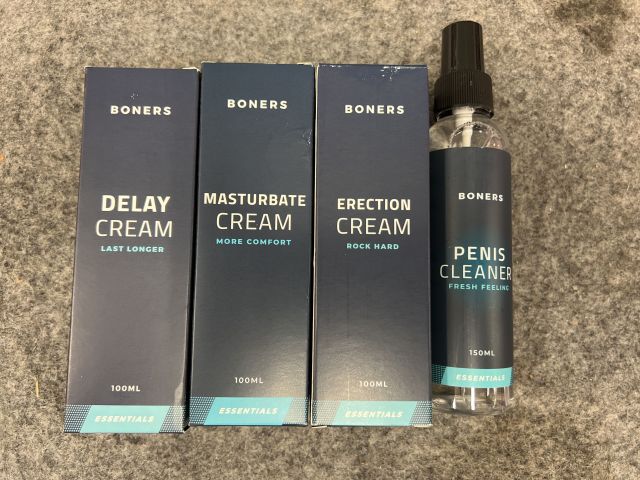 BONERS
DELAY
CREAM
LAST LONGER
100ML
ESSENTIALS
BONERS
MASTURBATE
CREAM
MORE COMFORT
100ML
ESSENTIALS
BONERS
ERECTION
CREAM
ROCK HARD
100ML
ESSENTIALS
BONERS
PENIS
CLEANER
FRESH FEELING
150ML
ESSENTIALS